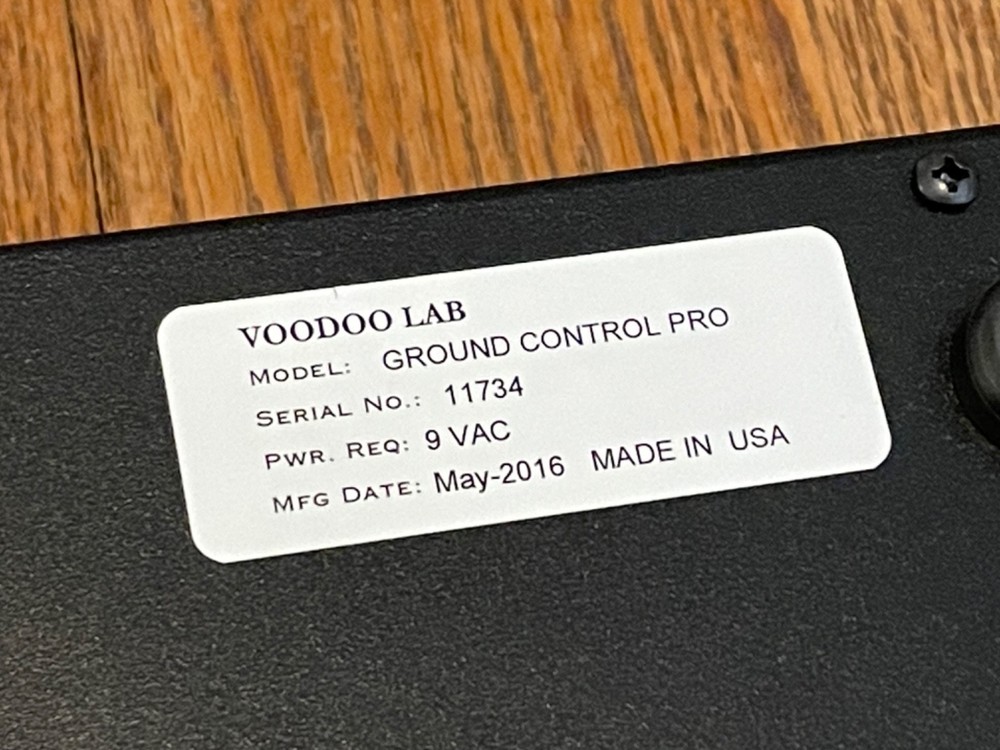 VOODOO LAB
MODEL: GROUND CONTROL PRO
SERIAL NO.: 11734
PWR. REQ: 9 VAC
MFG DATE: May-2016 MADE IN USA